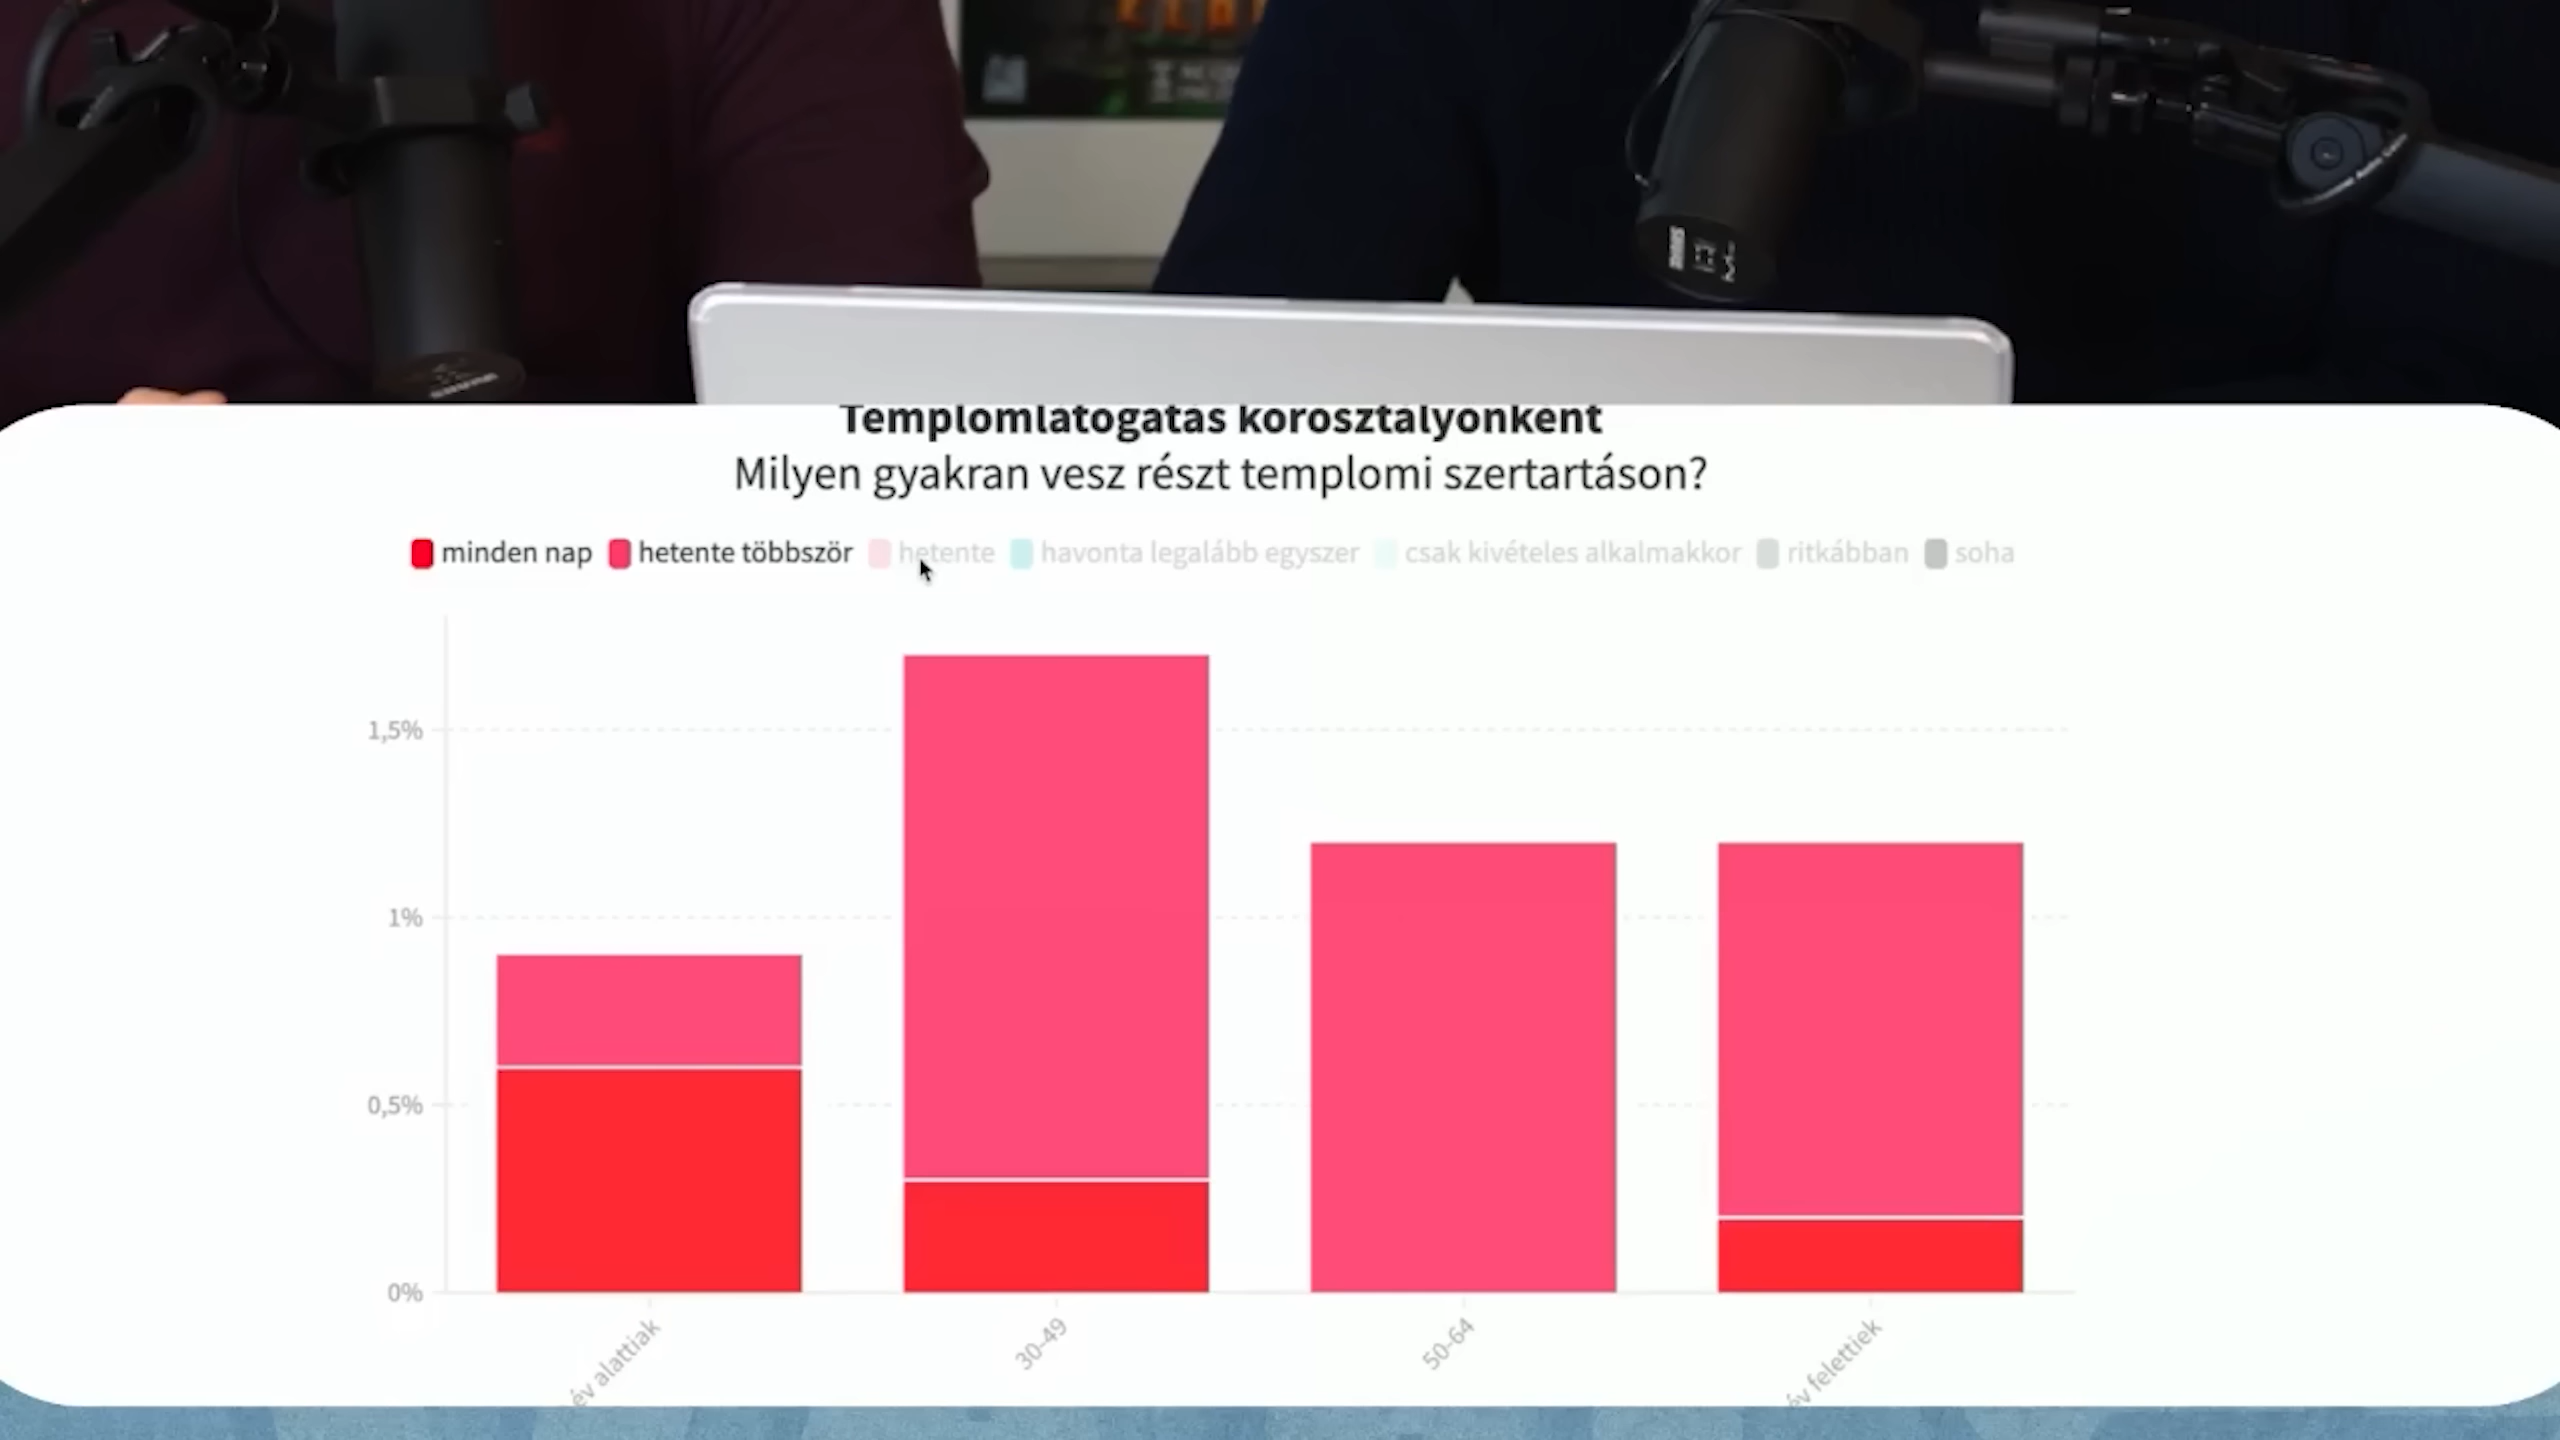 Templomlátogatás korosztályonként
Milyen gyakran vesz részt templomi szertartáson?
minden nap hetente többször hetente havonta legalább egyszer csak kivételes alkalmakkor ritkábban soha
1,5%
1%
0,5%
0%
év alattiak 30-49 50-64 év felettiek